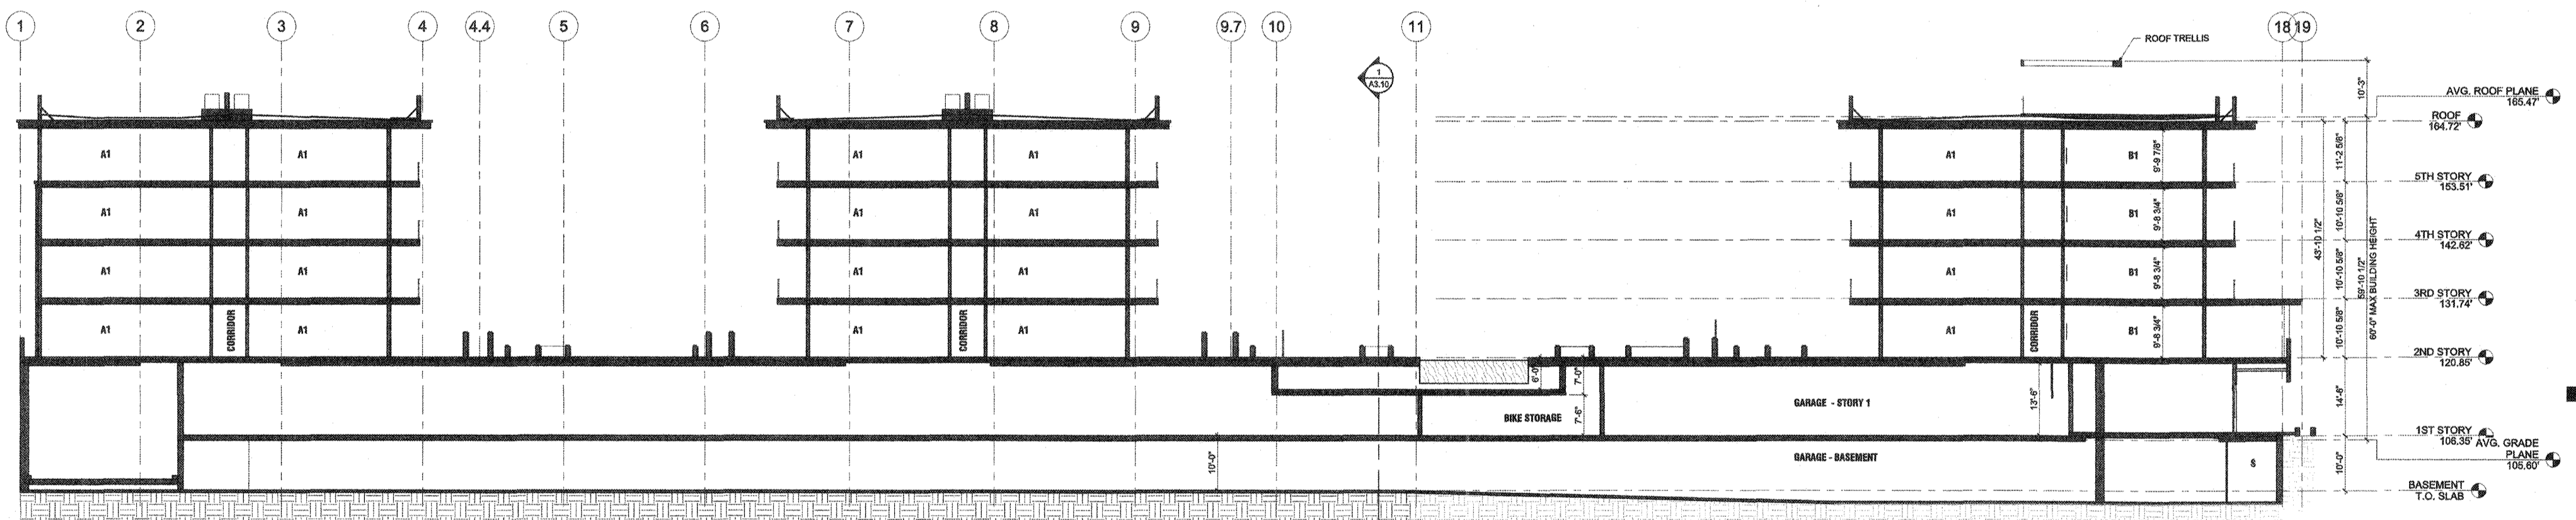 1 2 3 4 4.4 5 6 7 8 9 9.7 10 11 18 19
ROOF TRELLIS
1
A3.10
10'-3"
AVG. ROOF PLANE
165.47'
ROOF
164.72'
A1 A1 A1 A1 A1 B1
9'-9 7/8"
11'-2 5/8"
5TH STORY
153.51'
A1 A1 A1 A1 A1 B1
9'-8 3/4"
10'-10 5/8"
4TH STORY
142.62'
43'-10 1/2"
59'-10 1/2"
60'-0" MAX BUILDING HEIGHT
A1 A1 A1 A1 A1 B1
9'-8 3/4"
10'-10 5/8"
3RD STORY
131.74'
A1 CORRIDOR A1 A1 CORRIDOR A1 A1 CORRIDOR B1
9'-8 3/4"
10'-10 5/8"
2ND STORY
120.85'
6'-0"
7'-0"
7'-6"
BIKE STORAGE
GARAGE - STORY 1
13'-6"
14'-6"
1ST STORY
106.35'
AVG. GRADE
PLANE
105.60'
10'-0"
GARAGE - BASEMENT
S
10'-0"
BASEMENT
T.O. SLAB